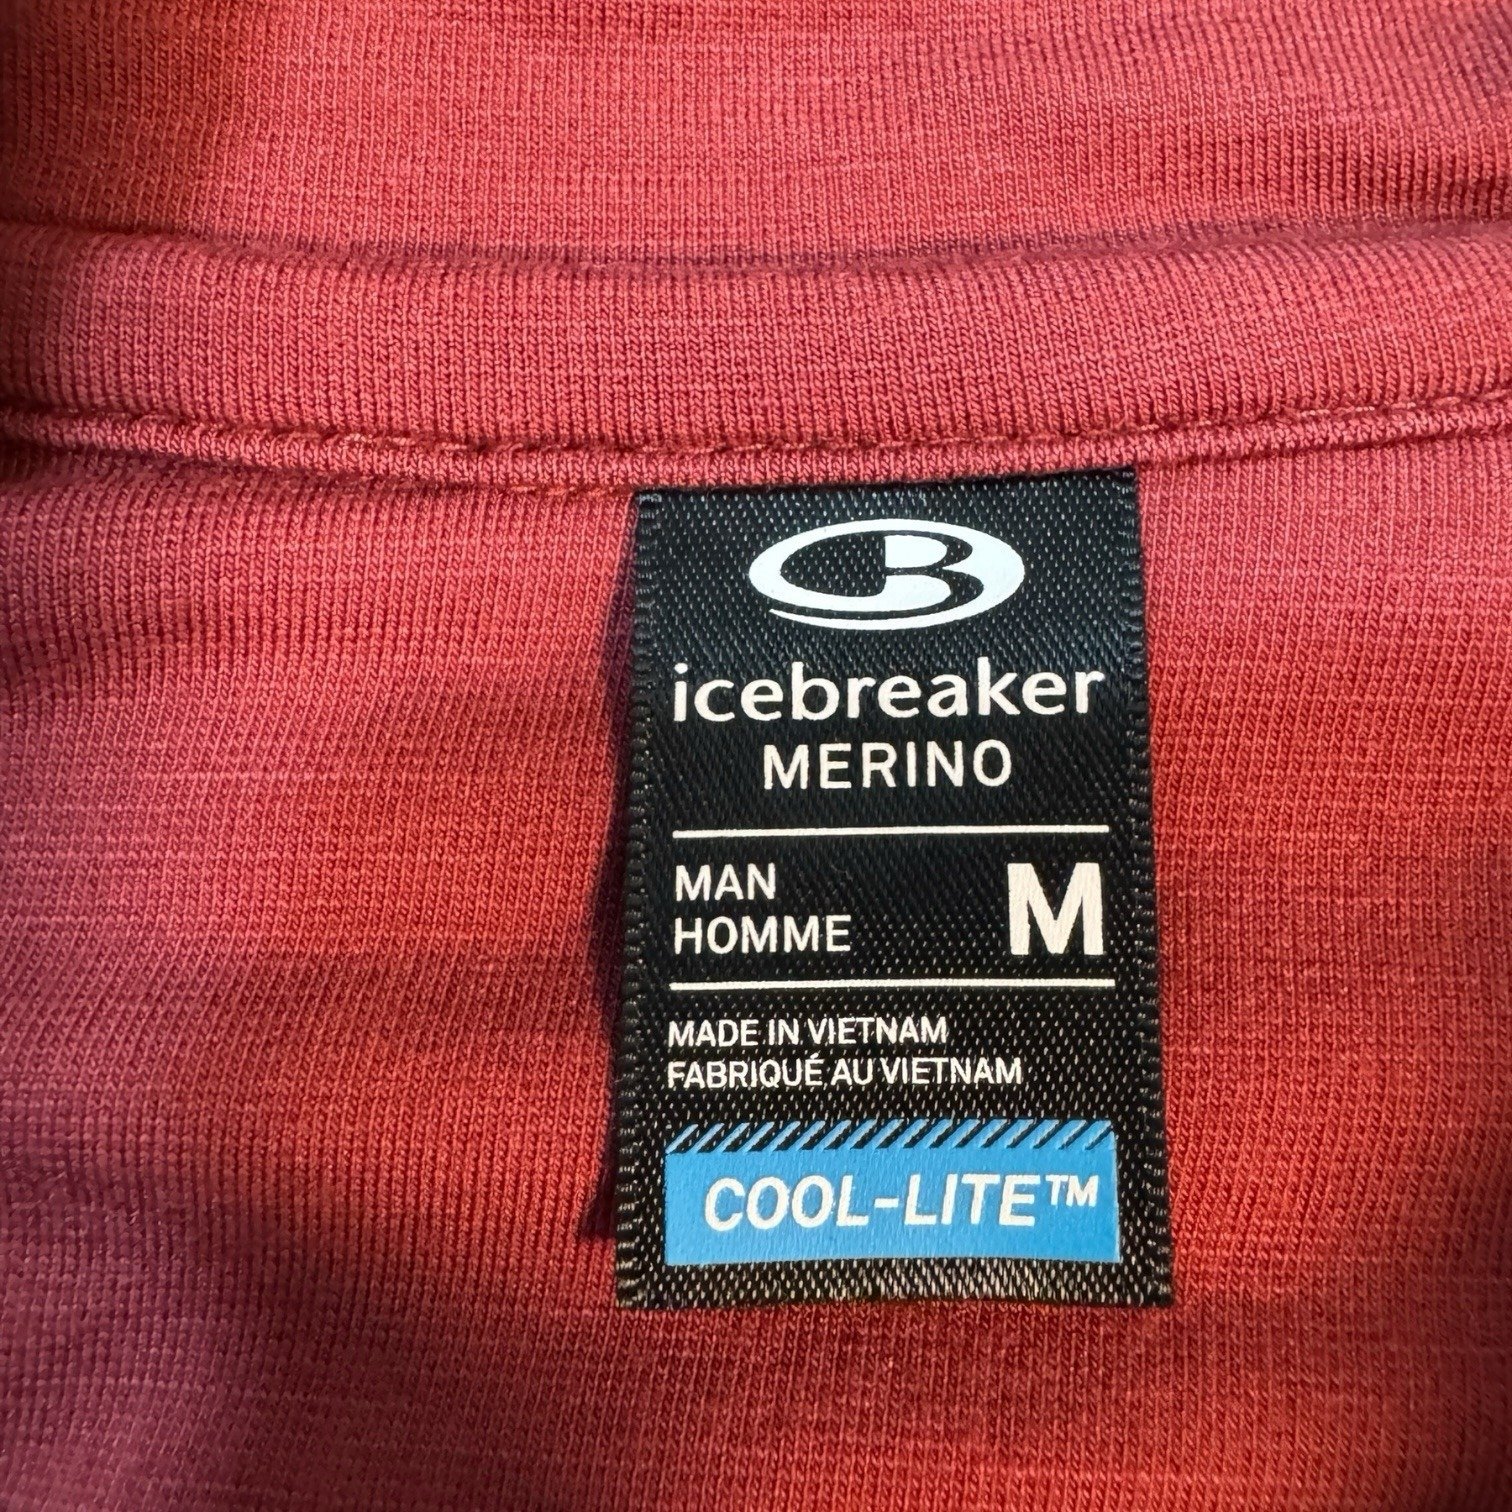 icebreaker
MERINO
MAN
HOMME
M
MADE IN VIETNAM
FABRIQUÉ AU VIETNAM
COOL-LITE™